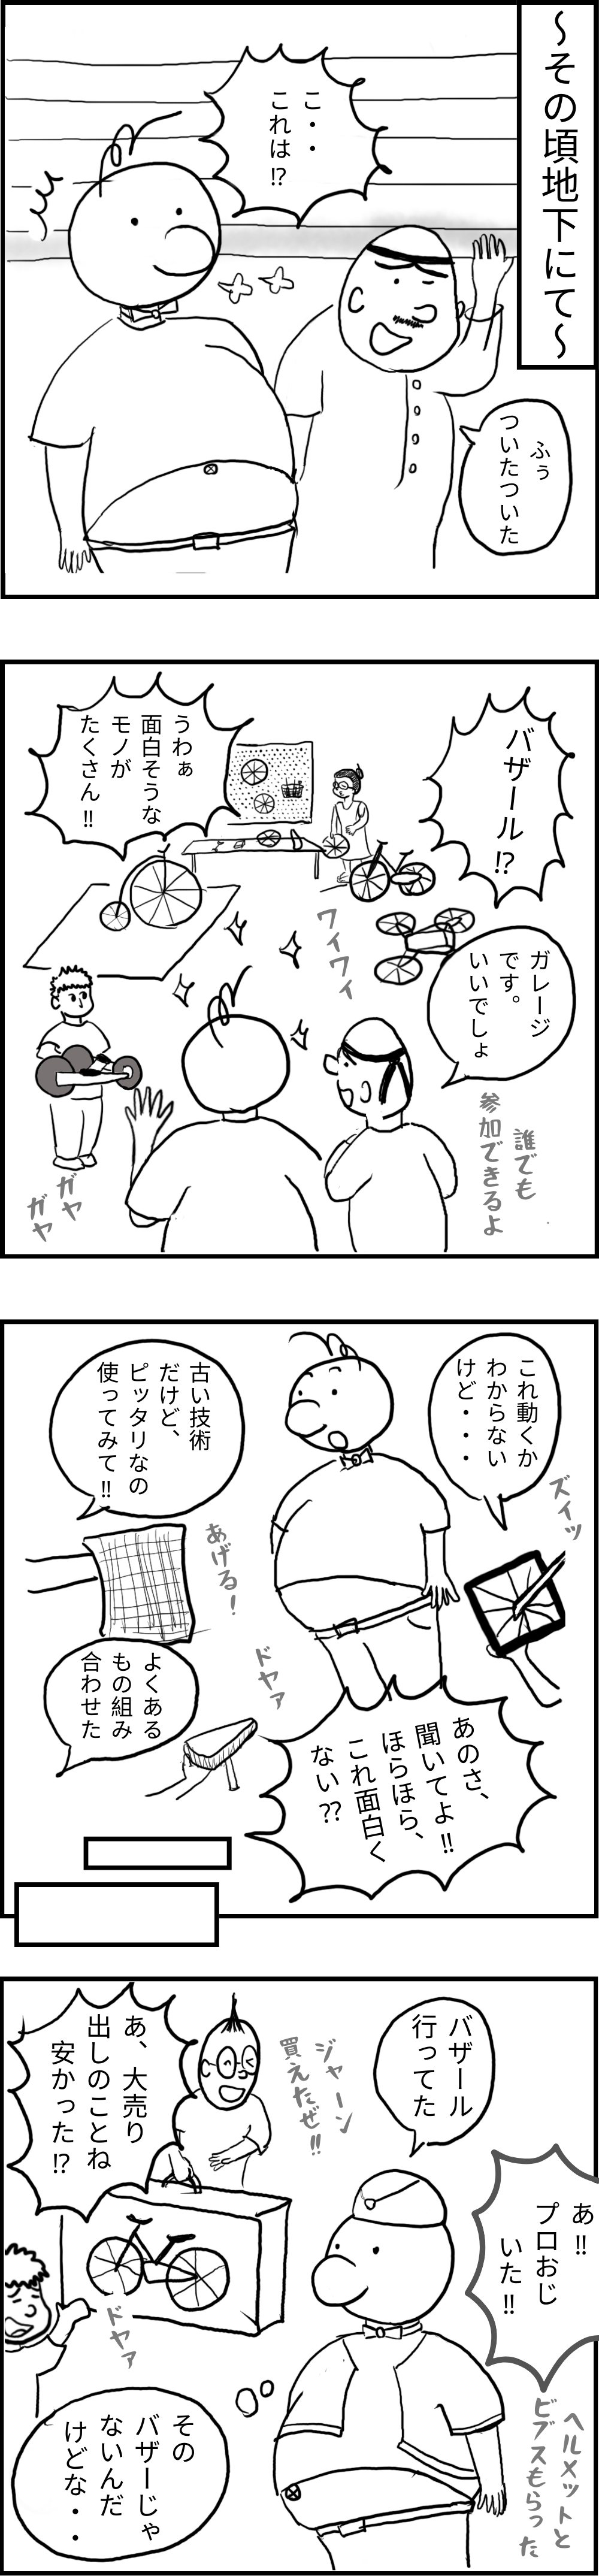 ～その頃地下にて～
こ・・
これは⁉
ふぅ
ついたついた
バザール⁉
うわぁ
面白そうな
モノが
たくさん‼
ワイワイ
ガレージ
です。
いいでしょ
誰でも
参加できるよ
ガヤ
ガヤ
これ動くか
わからない
けど・・・
ズイッ
古い技術
だけど、
ピッタリなの
使ってみて‼
あげる！
よくある
もの組み
合わせた
ドヤァ
あのさ、
聞いてよ‼
ほらほら、
これ面白く
ない⁇
バザール
行ってた
ジャーン
買えたぜ‼
あ、大売り
出しのことね
安かった⁉
あ‼
プロおじ
いた‼
ドヤァ
ヘルメットと
ビブスもらった
その
バザーじゃ
ないんだ
けどな・・